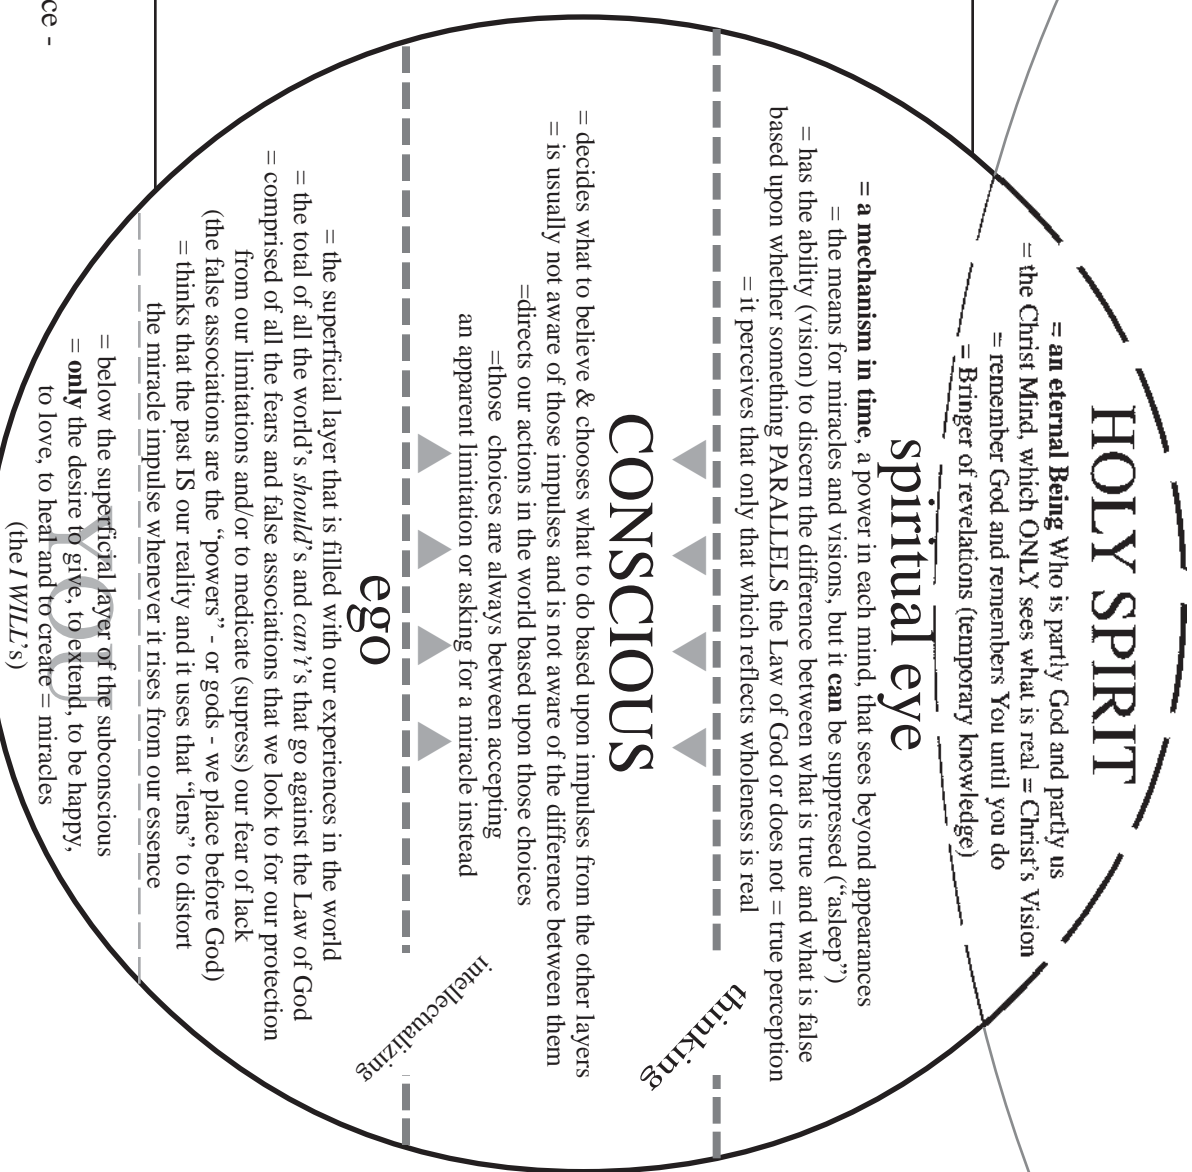 HOLY SPIRIT
= an eternal Being Who is partly God and partly us
= the Christ Mind, which ONLY sees what is real = Christ's Vision
= remember God and remembers You until you do
= Bringer of revelations (temporary knowledge)
spiritual eye
= a mechanism in time, a power in each mind, that sees beyond appearances
= the means for miracles and visions, but it can be suppressed ("asleep")
= has the ability (vision) to discern the difference between what is true and what is false
based upon whether something PARALLELS the Law of God or does not = true perception
= it perceives that only that which reflects wholeness is real
thinking
CONSCIOUS
= decides what to believe & chooses what to do based upon impulses from the other layers
= is usually not aware of those impulses and is not aware of the difference between them
=directs our actions in the world based upon those choices
=those choices are always between accepting
an apparent limitation or asking for a miracle instead
intellectualizing
ego
= the superficial layer that is filled with our experiences in the world
= the total of all the world's should's and can't's that go against the Law of God
= comprised of all the fears and false associations that we look to for our protection
from our limitations and/or to medicate (supress) our fear of lack
(the false associations are the "powers" - or gods - we place before God)
= thinks that the past IS our reality and it uses that "lens" to distort
the miracle impulse whenever it rises from our essence
YOU
= below the superficial layer of the subconscious
= only the desire to give, to extend, to be happy,
to love, to heal and to create = miracles
(the I WILL's)
ce -